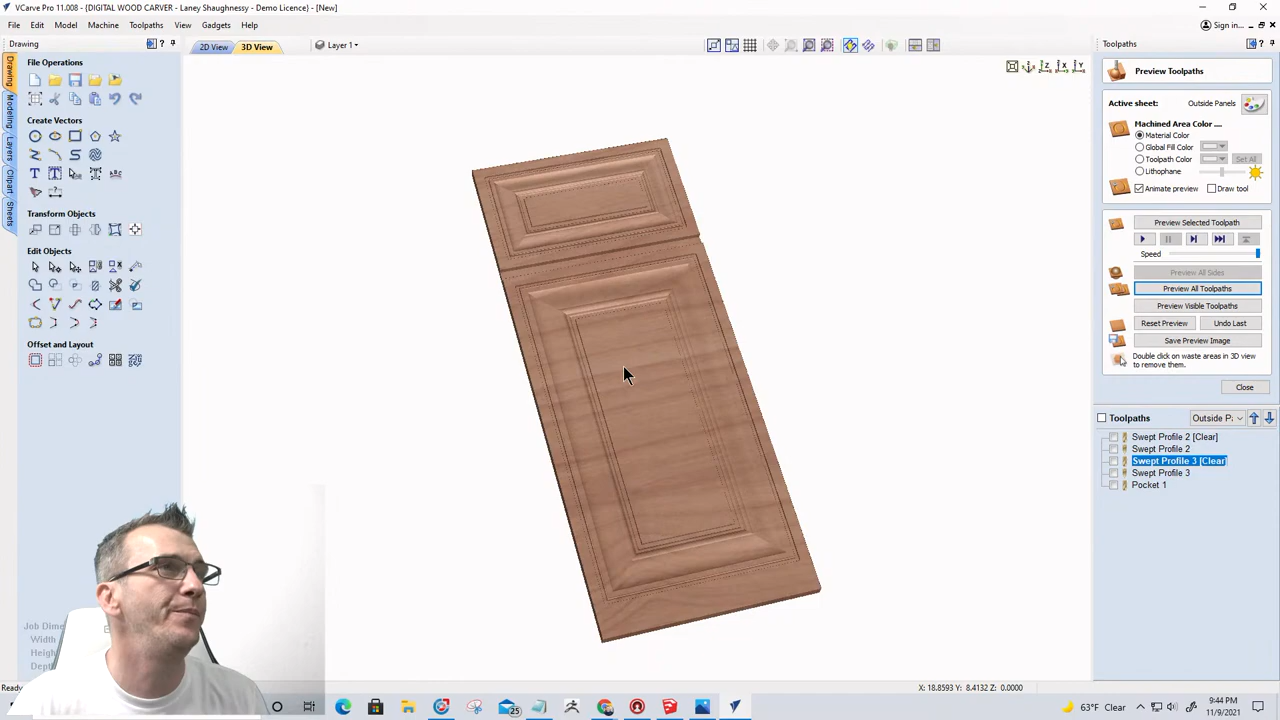 VCarve Pro 11.008 - {DIGITAL WOOD CARVER - Laney Shaughnessy - Demo Licence} - [New]
File Edit Model Machine Toolpaths View Gadgets Help
Sign in...
Drawing
2D View 3D View Layer 1
Toolpaths
File Operations
Create Vectors
Transform Objects
Edit Objects
Offset and Layout
Drawing
Modeling
Layers
Clipart
Sheets
Z X Y
Preview Toolpaths
Active sheet: Outside Panels
Machined Area Color ....
Material Color
Global Fill Color
Toolpath Color Set All
Lithophane
Animate preview Draw tool
Preview Selected Toolpath
Speed
Preview All Sides
Preview All Toolpaths
Preview Visible Toolpaths
Reset Preview Undo Last
Save Preview Image
Double click on waste areas in 3D view
to remove them.
Close
Toolpaths Outside P
Swept Profile 2 [Clear]
Swept Profile 2
Swept Profile 3 [Clear]
Swept Profile 3
Pocket 1
Job Dime
Width
Heigh
Dep
Ready
X: 18.8593 Y: 8.4132 Z: 0.0000
25
63°F Clear
9:44 PM
11/9/2021